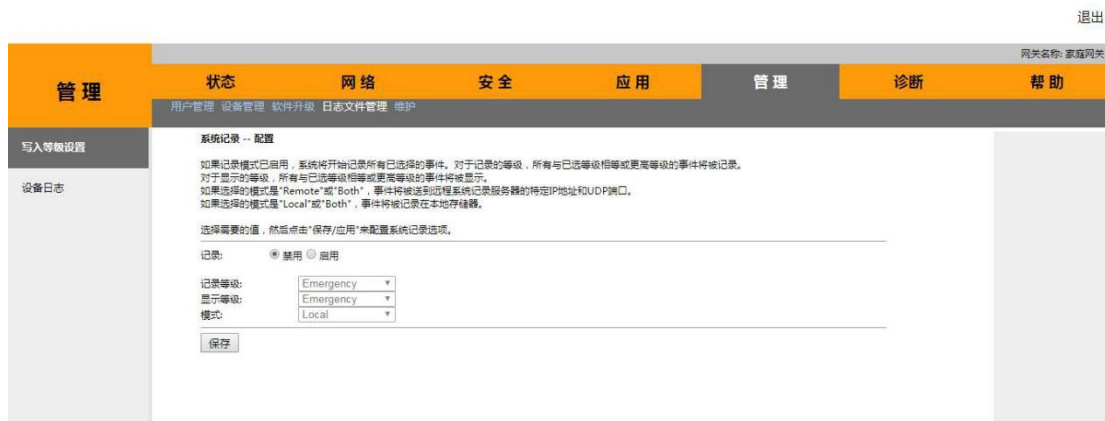 退出
网关名称: 家庭网关
管 理
状态 网 络 安 全 应 用 管 理 诊断 帮 助
用户管理 设备管理 软件升级 日志文件管理 维护
写入等级设置
设备日志
系统记录 -- 配置
如果记录模式已启用，系统将开始记录所有已选择的事件。对于记录的等级，所有与已选等级相等或更高等级的事件将被记录。
对于显示的等级，所有与已选等级相等或更高等级的事件将被显示。
如果选择的模式是"Remote"或"Both"，事件将被送到远程系统记录服务器的特定IP地址和UDP端口。
如果选择的模式是"Local"或"Both"，事件将被记录在本地存储器。
选择需要的值，然后点击"保存/应用"来配置系统记录选项。
记录: 禁用 启用
记录等级: Emergency
显示等级: Emergency
模式: Local
保存